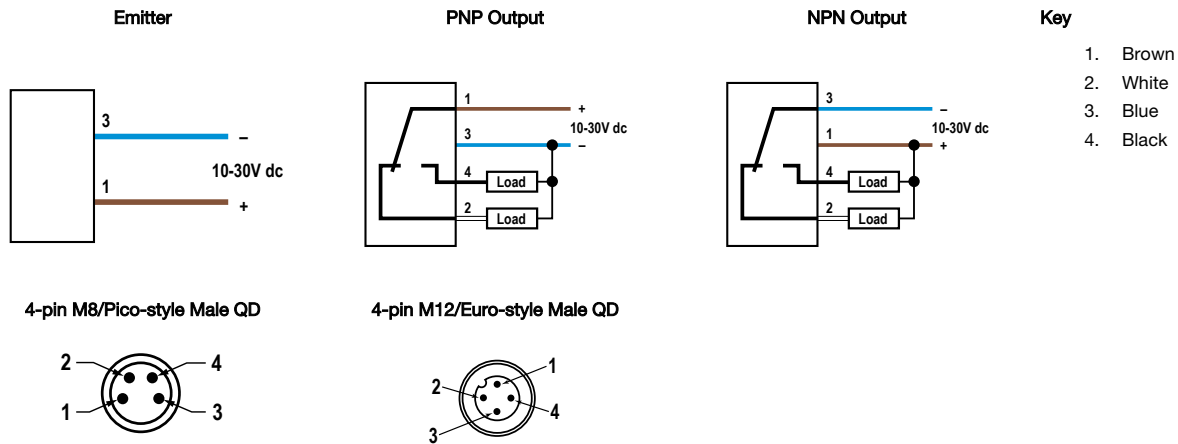 Emitter
3
–
10-30V dc
1
+
PNP Output
1
+
10-30V dc
3
–
4
Load
2
Load
NPN Output
3
–
10-30V dc
1
+
4
Load
2
Load
Key
1. Brown
2. White
3. Blue
4. Black
4-pin M8/Pico-style Male QD
2
4
1
3
4-pin M12/Euro-style Male QD
1
2
4
3